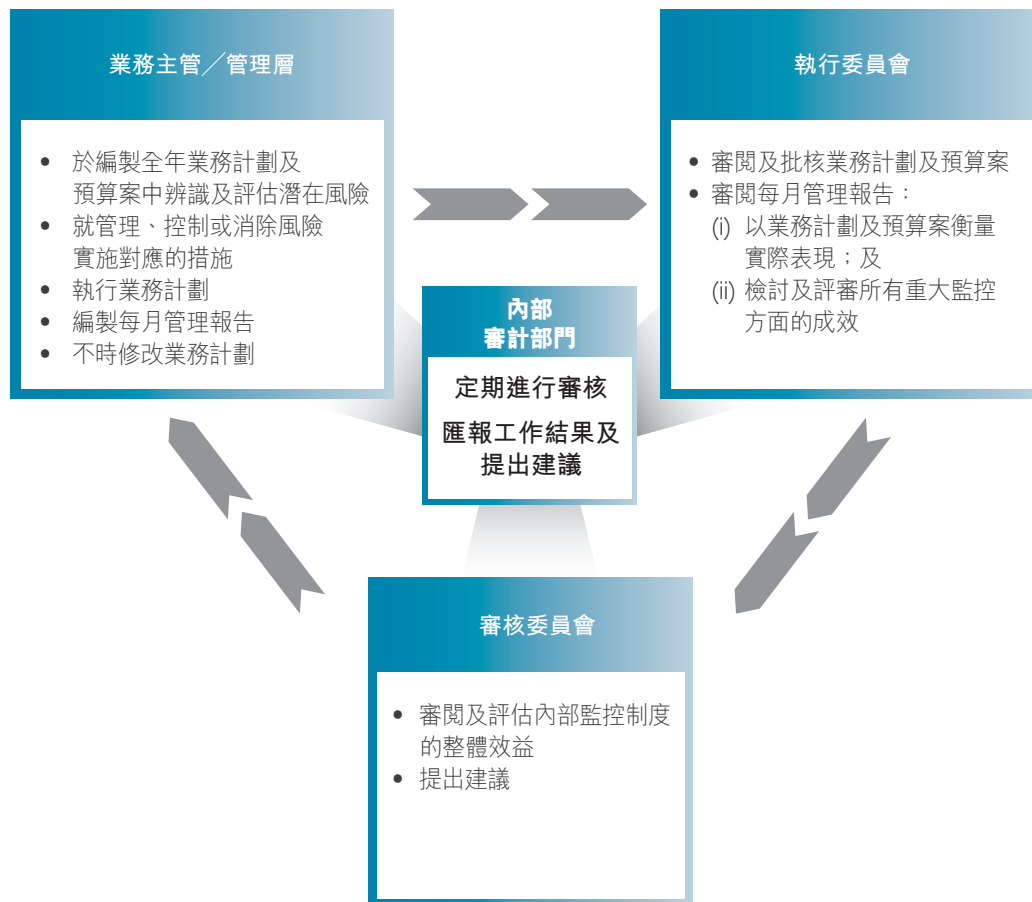 業務主管／管理層
• 於編製全年業務計劃及
預算案中辨識及評估潛在風險
• 就管理、控制或消除風險
實施對應的措施
• 執行業務計劃
• 編製每月管理報告
• 不時修改業務計劃
執行委員會
• 審閱及批核業務計劃及預算案
• 審閱每月管理報告：
(i) 以業務計劃及預算案衡量
實際表現；及
(ii) 檢討及評審所有重大監控
方面的成效
內部
審計部門
定期進行審核
匯報工作結果及
提出建議
審核委員會
• 審閱及評估內部監控制度
的整體效益
• 提出建議